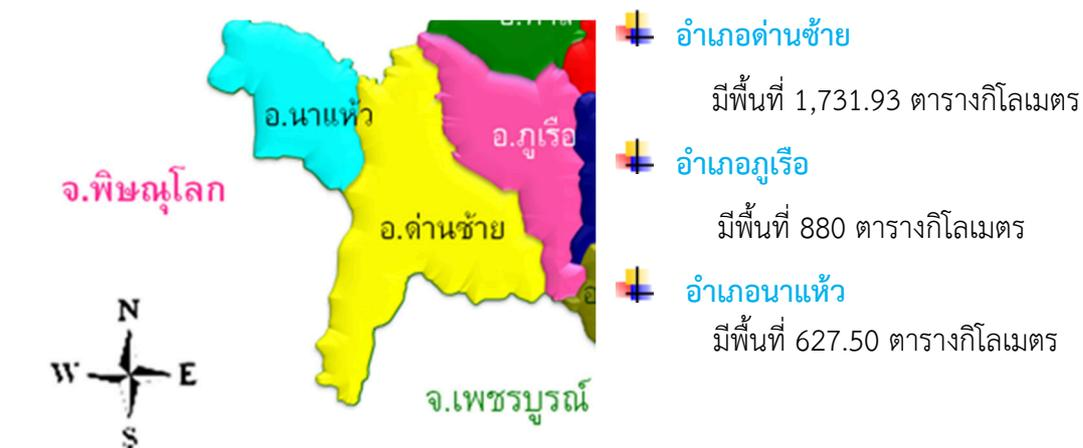 อ.นาแห้ว
อ.ภูเรือ
จ.พิษณุโลก
อ.ด่านซ้าย
N
W E
S
จ.เพชรบูรณ์
อำเภอด่านซ้าย
มีพื้นที่ 1,731.93 ตารางกิโลเมตร
อำเภอภูเรือ
มีพื้นที่ 880 ตารางกิโลเมตร
อำเภอนาแห้ว
มีพื้นที่ 627.50 ตารางกิโลเมตร